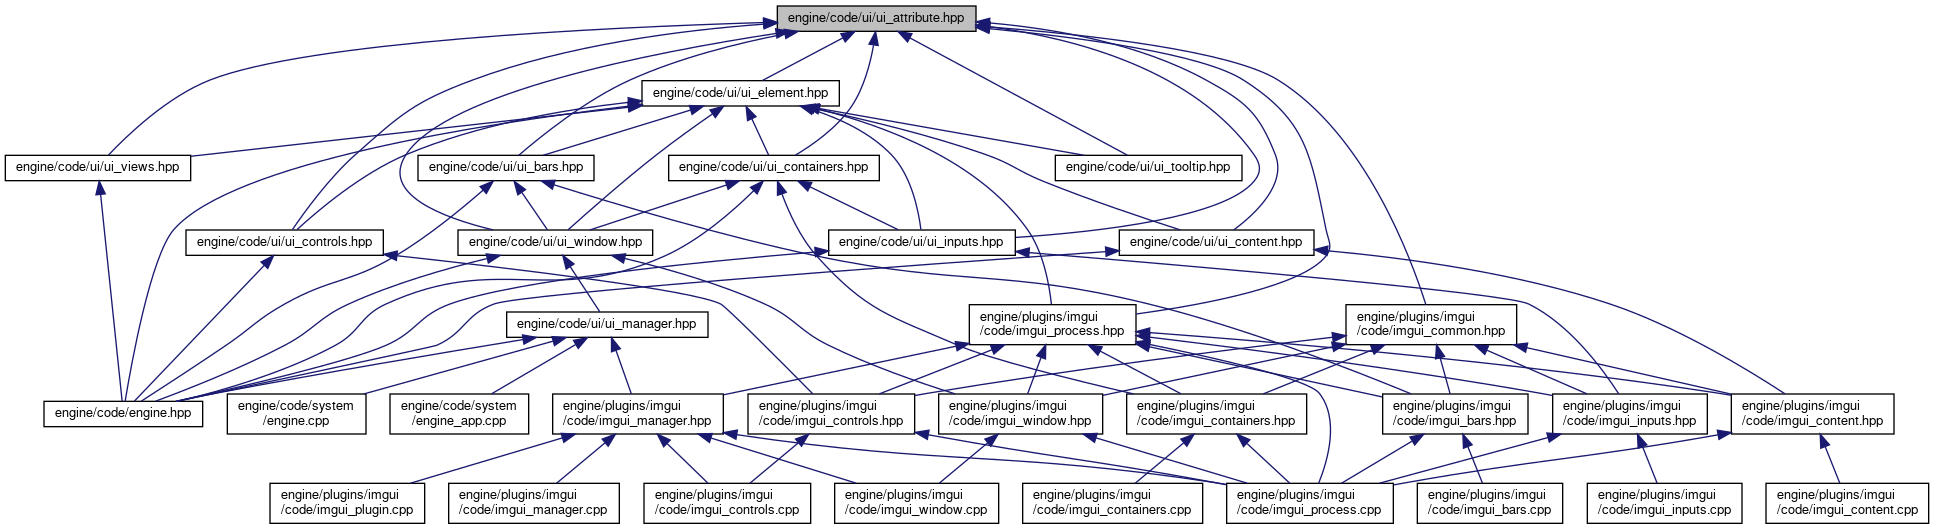 engine/code/ui/ui_attribute.hpp
engine/code/ui/ui_element.hpp
engine/code/ui/ui_views.hpp
engine/code/ui/ui_bars.hpp
engine/code/ui/ui_containers.hpp
engine/code/ui/ui_tooltip.hpp
engine/code/ui/ui_controls.hpp
engine/code/ui/ui_window.hpp
engine/code/ui/ui_inputs.hpp
engine/code/ui/ui_content.hpp
engine/code/ui/ui_manager.hpp
engine/plugins/imgui
/code/imgui_process.hpp
engine/plugins/imgui
/code/imgui_common.hpp
engine/code/engine.hpp
engine/code/system
/engine.cpp
engine/code/system
/engine_app.cpp
engine/plugins/imgui
/code/imgui_manager.hpp
engine/plugins/imgui
/code/imgui_controls.hpp
engine/plugins/imgui
/code/imgui_window.hpp
engine/plugins/imgui
/code/imgui_containers.hpp
engine/plugins/imgui
/code/imgui_bars.hpp
engine/plugins/imgui
/code/imgui_inputs.hpp
engine/plugins/imgui
/code/imgui_content.hpp
engine/plugins/imgui
/code/imgui_plugin.cpp
engine/plugins/imgui
/code/imgui_manager.cpp
engine/plugins/imgui
/code/imgui_controls.cpp
engine/plugins/imgui
/code/imgui_window.cpp
engine/plugins/imgui
/code/imgui_containers.cpp
engine/plugins/imgui
/code/imgui_process.cpp
engine/plugins/imgui
/code/imgui_bars.cpp
engine/plugins/imgui
/code/imgui_inputs.cpp
engine/plugins/imgui
/code/imgui_content.cpp